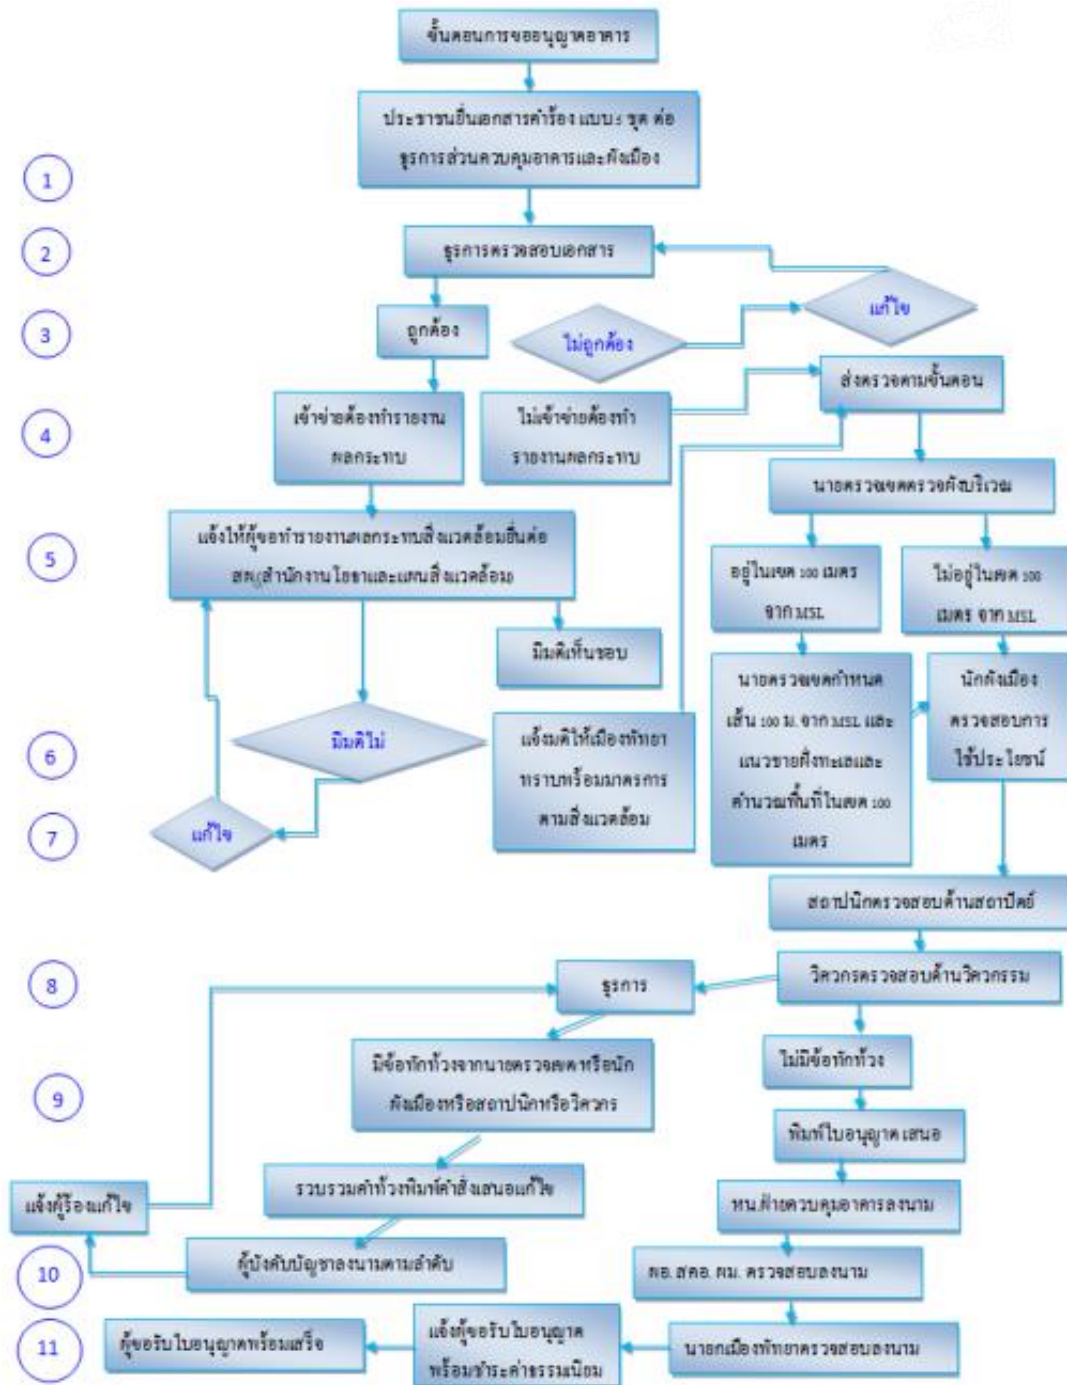 ขั้นตอนการขออนุญาตอาคาร
ประชาชนยื่นเอกสารคำร้อง แบบ5 ชุด ต่อ
ธุรการส่วนควบคุมอาคารและผังเมือง
1
2
ธุรการตรวจสอบเอกสาร
3
ถูกต้อง
ไม่ถูกต้อง
แก้ไข
ส่งตรวจตามขั้นตอน
4
เข้าข่ายต้องทำรายงาน
ผลกระทบ
ไม่เข้าข่ายต้องทำ
รายงานผลกระทบ
นายตรวจเขตตรวจผังบริเวณ
5
แจ้งให้ผู้ขอทำรายงานผลกระทบสิ่งแวดล้อมยื่นต่อ
สผ.(สำนักงานโยธาและแผนสิ่งแวดล้อม)
อยู่ในเขต 100 เมตร
จาก MSL
ไม่อยู่ในเขต 100
เมตร จาก MSL
มีมติเห็นชอบ
6
มีมติไม่
แจ้งมติให้เมืองพัทยา
ทราบพร้อมมาตรการ
ตามสิ่งแวดล้อม
นายตรวจเขตกำหนด
เส้น 100 ม. จาก MSL และ
แนวชายฝั่งทะเลและ
คำนวณพื้นที่ในเขต 100
เมตร
นักผังเมือง
ตรวจสอบการ
ใช้ประโยชน์
7
แก้ไข
สถาปนิกตรวจสอบด้านสถาปัตย์
8
ธุรการ
วิศวกรตรวจสอบด้านวิศวกรรม
9
มีข้อทักท้วงจากนายตรวจเขตหรือนัก
ผังเมืองหรือสถาปนิกหรือวิศวกร
ไม่มีข้อทักท้วง
พิมพ์ใบอนุญาต เสนอ
แจ้งผู้ร้องแก้ไข
รวบรวมคำท้วงพิมพ์คำสั่งเสนอแก้ไข
หน.ฝ่ายควบคุมอาคารลงนาม
10
ผู้บังคับบัญชาลงนามตามลำดับ
ผอ. สคอ. ผม. ตรวจสอบลงนาม
11
ผู้ขอรับใบอนุญาตพร้อมเสร็จ
แจ้งผู้ขอรับใบอนุญาต
พร้อมชำระค่าธรรมเนียม
นายกเมืองพัทยาตรวจสอบลงนาม